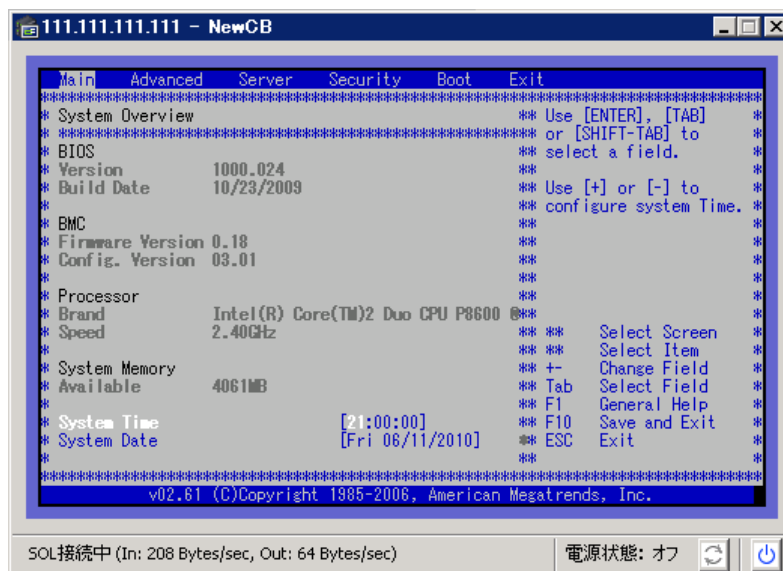 111.111.111.111 - NewCB
Main Advanced Server Security Boot Exit
********************************************************************************
* System Overview ** Use [ENTER], [TAB] *
* *************************************************** or [SHIFT-TAB] to *
* BIOS ** select a field. *
* Version 1000.024 ** *
* Build Date 10/23/2009 ** Use [+] or [-] to *
* ** configure system Time. *
* BMC ** *
* Firmware Version 0.18 ** *
* Config. Version 03.01 ** *
* ** *
* Processor ** *
* Brand Intel(R) Core(TM)2 Duo CPU P8600 @** *
* Speed 2.40GHz ** ** Select Screen *
* ** ** Select Item *
* System Memory ** +- Change Field *
* Available 4061MB ** Tab Select Field *
* ** F1 General Help *
* System Time [21:00:00] ** F10 Save and Exit *
* System Date [Fri 06/11/2010] ** ESC Exit *
* ** *
********************************************************************************
v02.61 (C)Copyright 1985-2006, American Megatrends, Inc.
SOL接続中 (In: 208 Bytes/sec, Out: 64 Bytes/sec) 電源状態: オフ